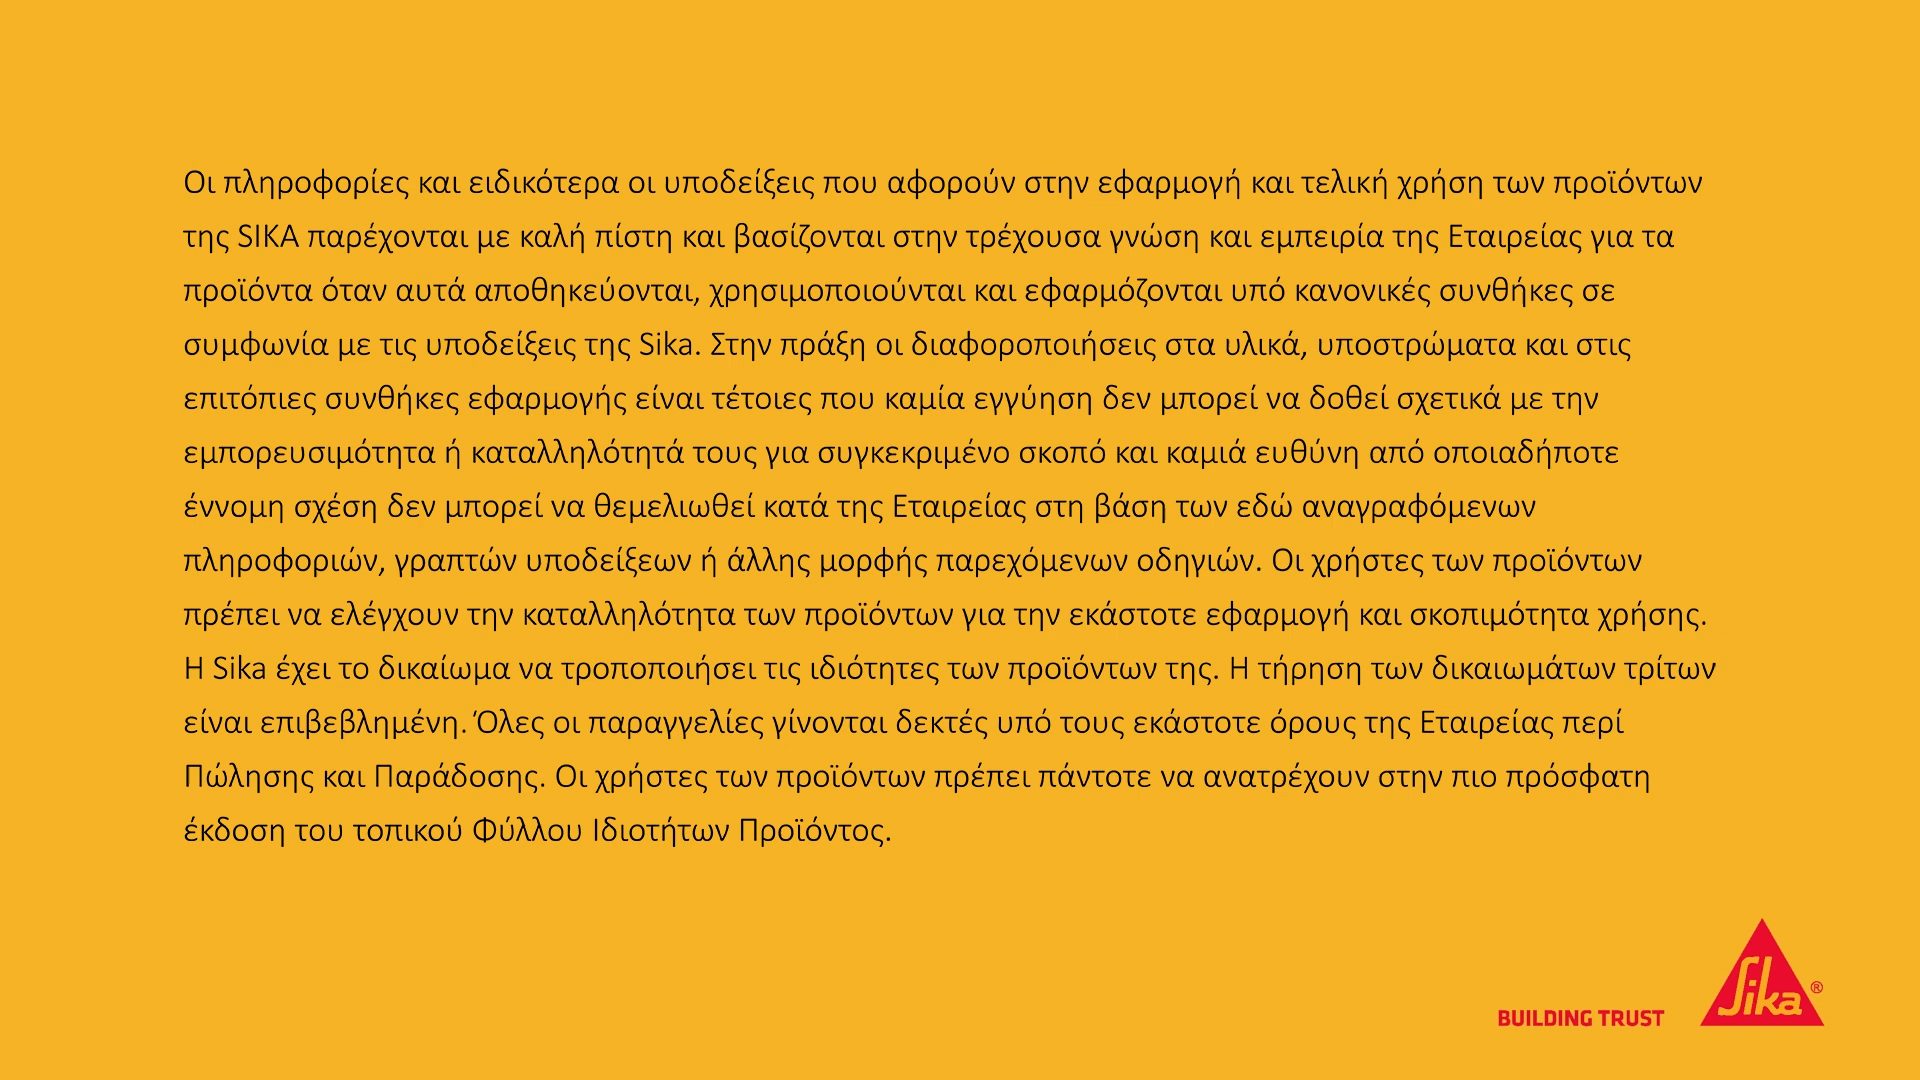 Οι πληροφορίες και ειδικότερα οι υποδείξεις που αφορούν στην εφαρμογή και τελική χρήση των προϊόντων
της SIKA παρέχονται με καλή πίστη και βασίζονται στην τρέχουσα γνώση και εμπειρία της Εταιρείας για τα
προϊόντα όταν αυτά αποθηκεύονται, χρησιμοποιούνται και εφαρμόζονται υπό κανονικές συνθήκες σε
συμφωνία με τις υποδείξεις της Sika. Στην πράξη οι διαφοροποιήσεις στα υλικά, υποστρώματα και στις
επιτόπιες συνθήκες εφαρμογής είναι τέτοιες που καμία εγγύηση δεν μπορεί να δοθεί σχετικά με την
εμπορευσιμότητα ή καταλληλότητά τους για συγκεκριμένο σκοπό και καμιά ευθύνη από οποιαδήποτε
έννομη σχέση δεν μπορεί να θεμελιωθεί κατά της Εταιρείας στη βάση των εδώ αναγραφόμενων
πληροφοριών, γραπτών υποδείξεων ή άλλης μορφής παρεχόμενων οδηγιών. Οι χρήστες των προϊόντων
πρέπει να ελέγχουν την καταλληλότητα των προϊόντων για την εκάστοτε εφαρμογή και σκοπιμότητα χρήσης.
Η Sika έχει το δικαίωμα να τροποποιήσει τις ιδιότητες των προϊόντων της. Η τήρηση των δικαιωμάτων τρίτων
είναι επιβεβλημένη. Όλες οι παραγγελίες γίνονται δεκτές υπό τους εκάστοτε όρους της Εταιρείας περί
Πώλησης και Παράδοσης. Οι χρήστες των προϊόντων πρέπει πάντοτε να ανατρέχουν στην πιο πρόσφατη
έκδοση του τοπικού Φύλλου Ιδιοτήτων Προϊόντος.
BUILDING TRUST
Sika®